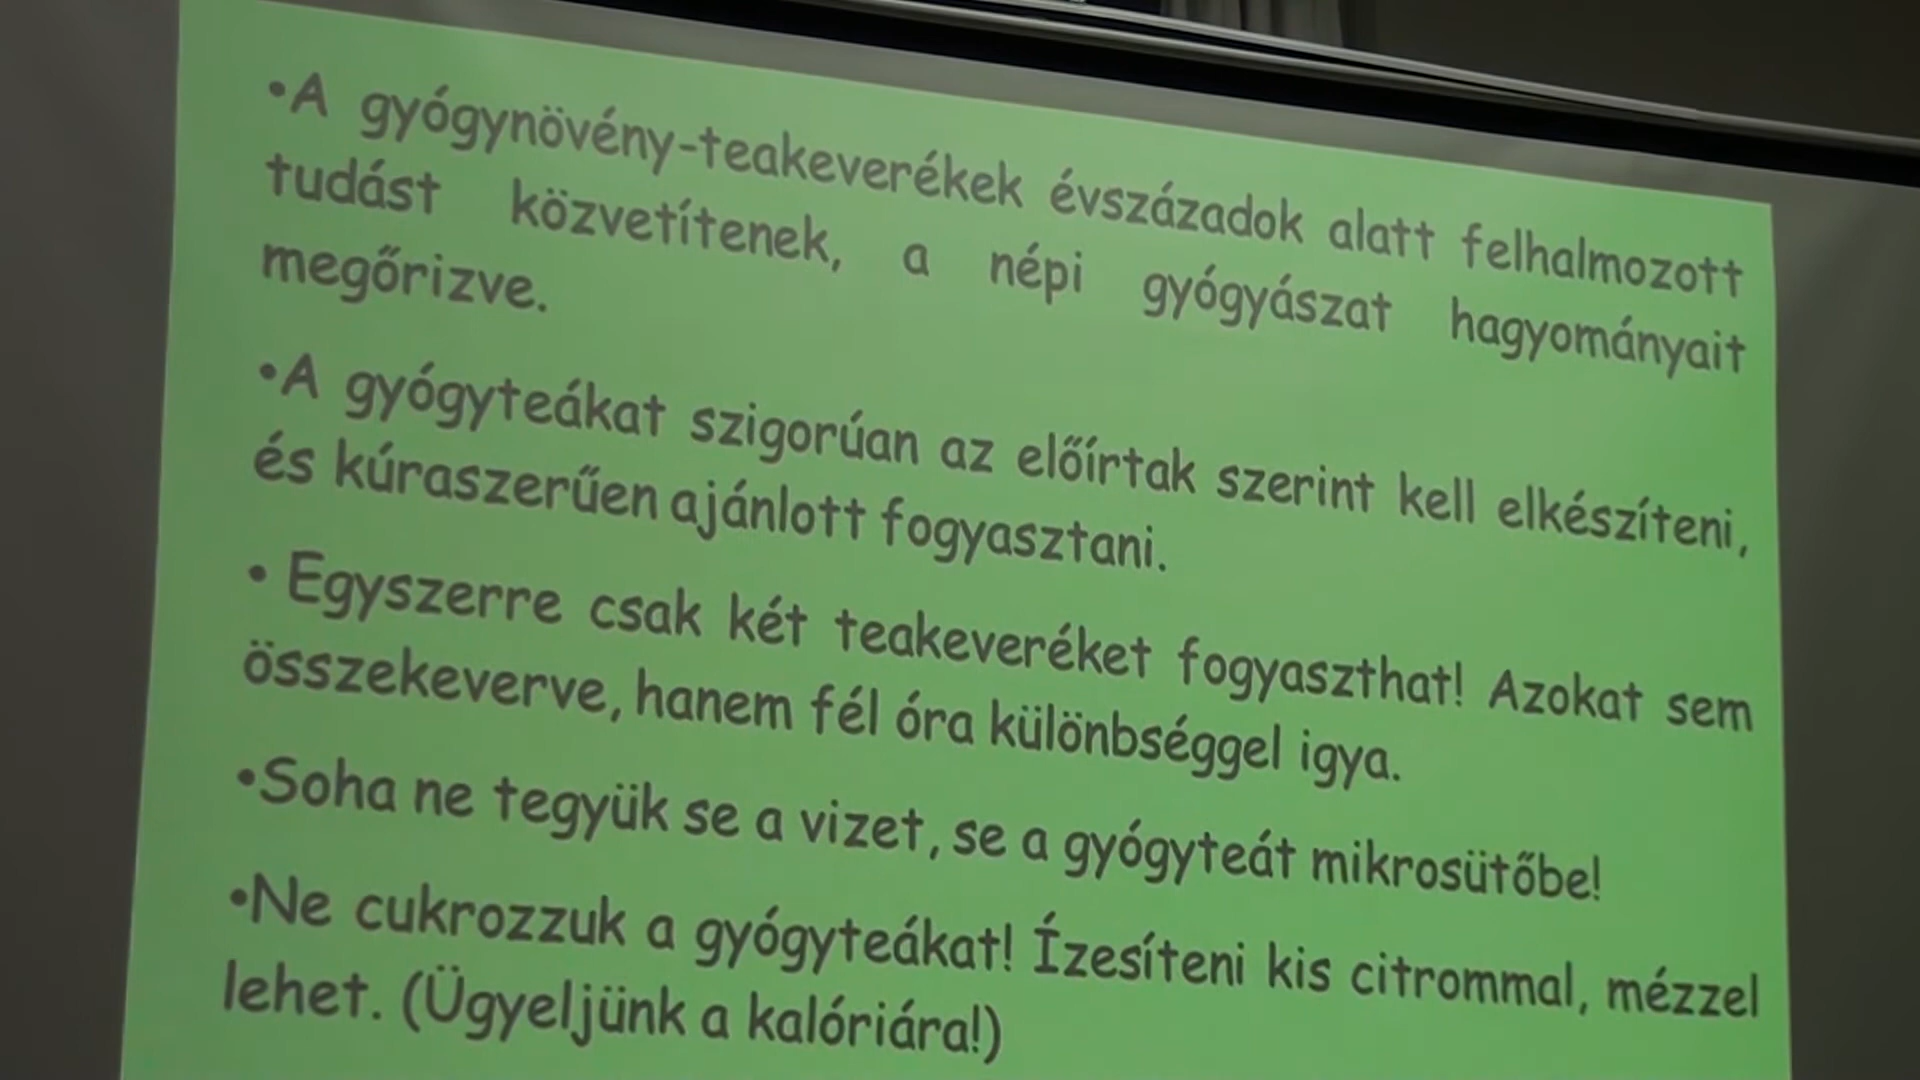 •A gyógynövény-teakeverékek évszázadok alatt felhalmozott
tudást közvetítenek, a népi gyógyászat hagyományait
megőrizve.
•A gyógyteákat szigorúan az előírtak szerint kell elkészíteni,
és kúraszerűen ajánlott fogyasztani.
• Egyszerre csak két teakeveréket fogyaszthat! Azokat sem
összekeverve, hanem fél óra különbséggel igya.
•Soha ne tegyük se a vizet, se a gyógyteát mikrosütőbe!
•Ne cukrozzuk a gyógyteákat! Ízesíteni kis citrommal, mézzel
lehet. (Ügyeljünk a kalóriára!)